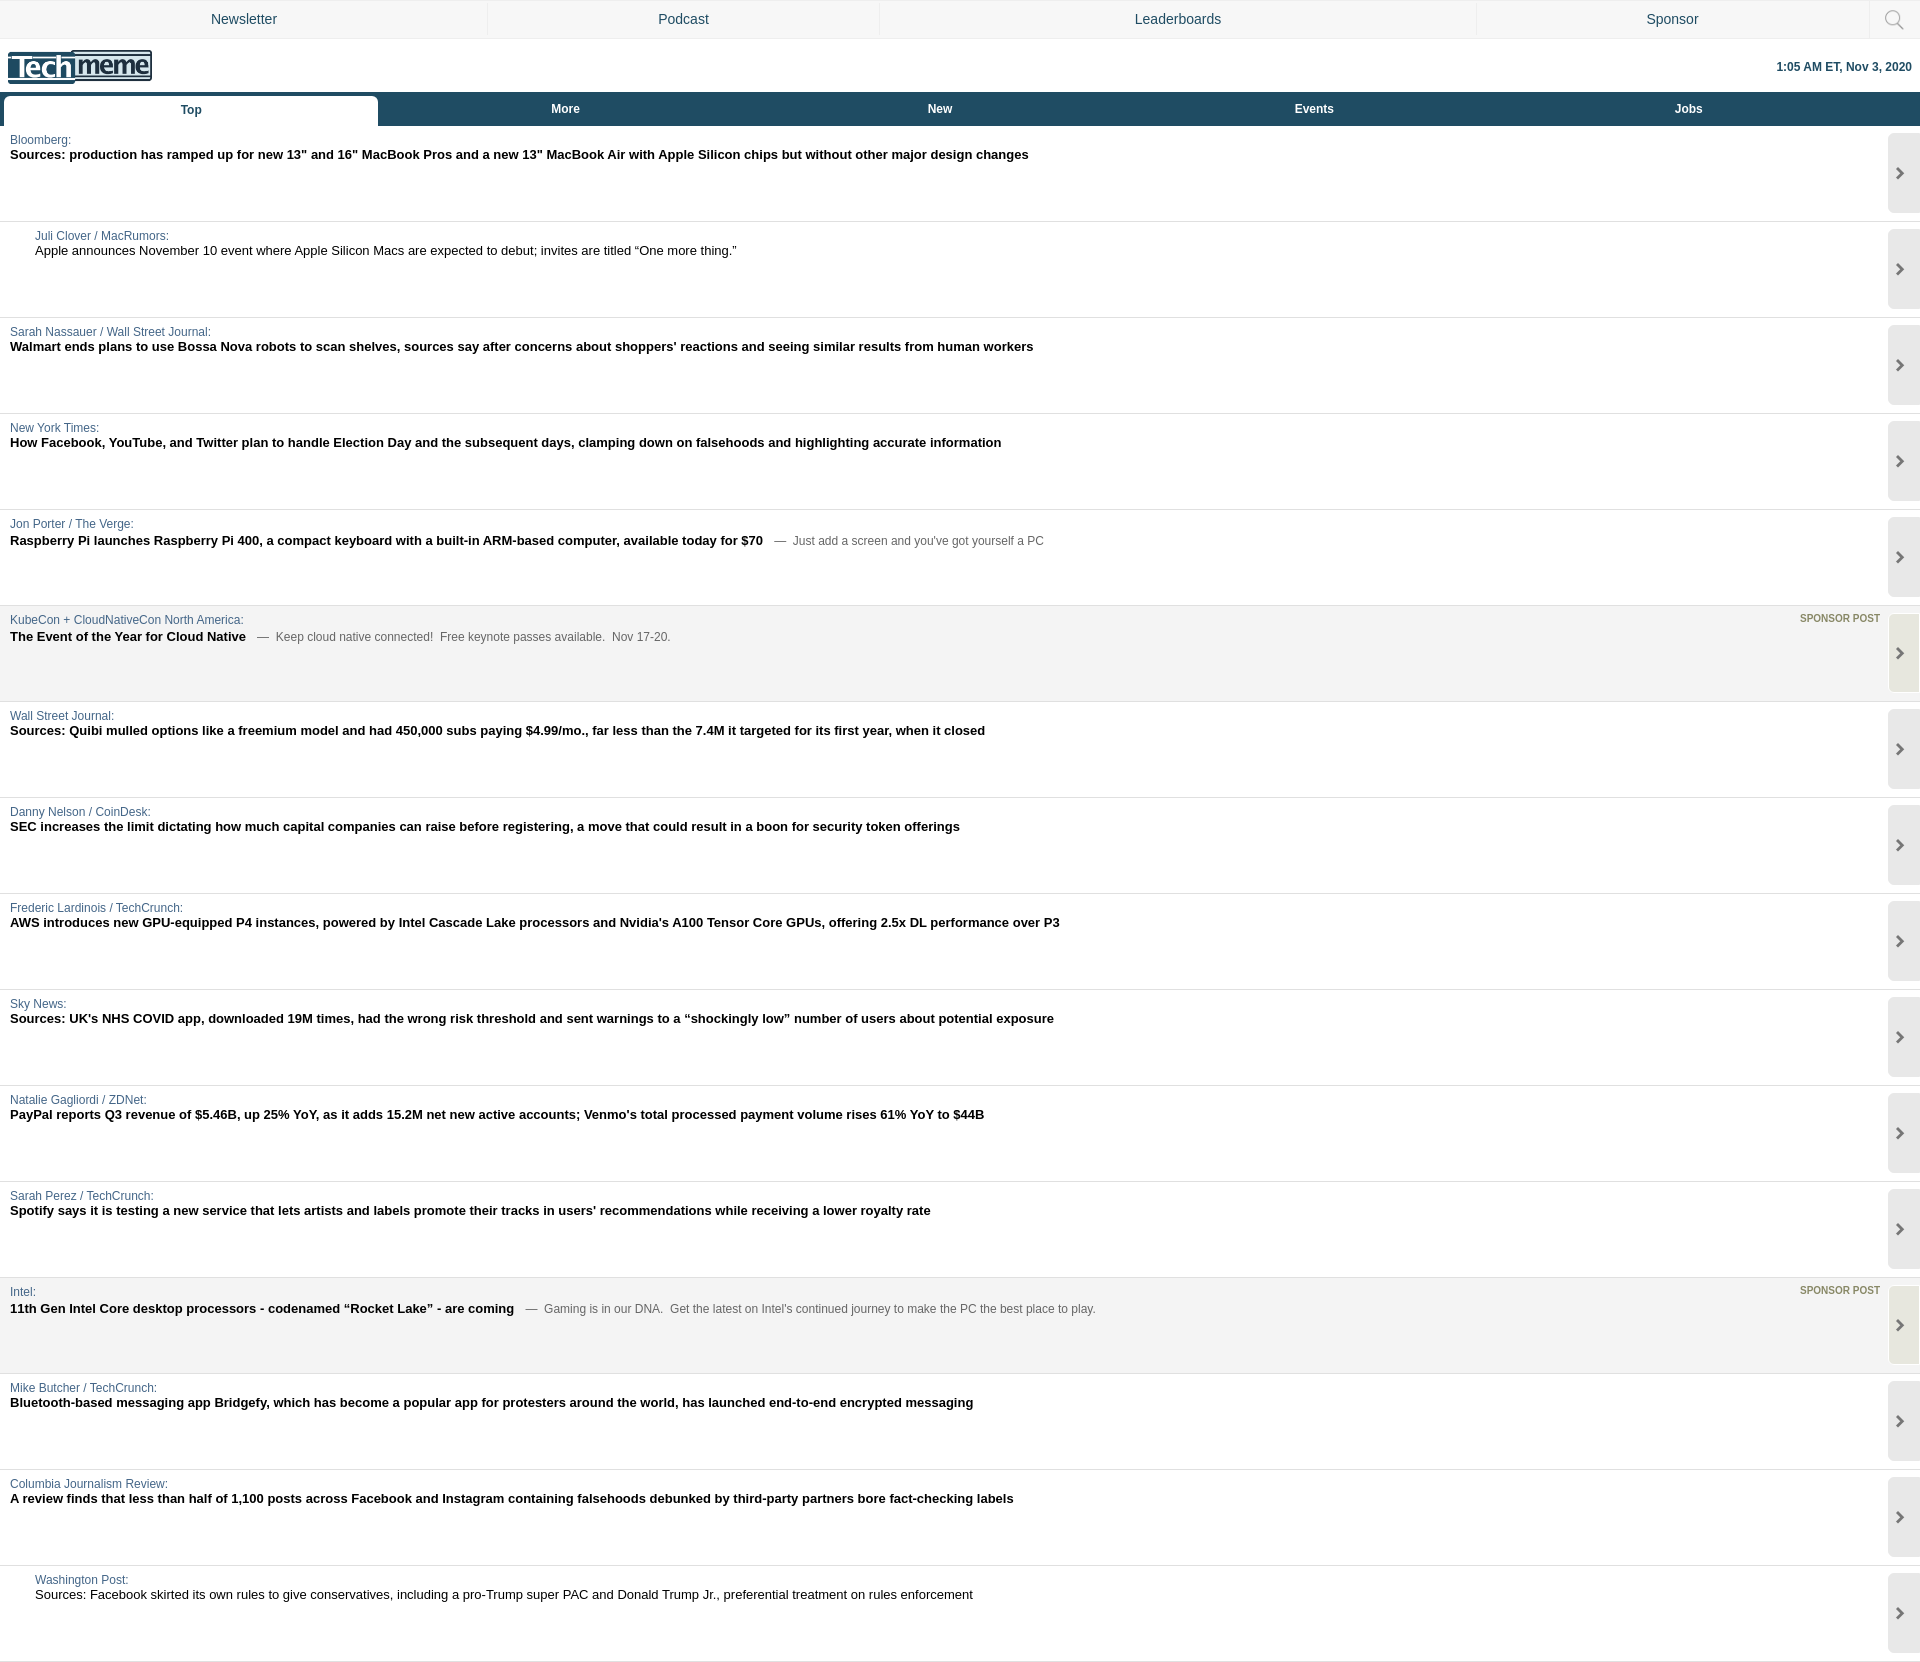 Newsletter
Podcast
Leaderboards
Sponsor
Techmeme
1:05 AM ET, Nov 3, 2020
Top
More
New
Events
Jobs
Bloomberg:
Sources: production has ramped up for new 13" and 16" MacBook Pros and a new 13" MacBook Air with Apple Silicon chips but without other major design changes
Juli Clover / MacRumors:
Apple announces November 10 event where Apple Silicon Macs are expected to debut; invites are titled “One more thing.”
Sarah Nassauer / Wall Street Journal:
Walmart ends plans to use Bossa Nova robots to scan shelves, sources say after concerns about shoppers' reactions and seeing similar results from human workers
New York Times:
How Facebook, YouTube, and Twitter plan to handle Election Day and the subsequent days, clamping down on falsehoods and highlighting accurate information
Jon Porter / The Verge:
Raspberry Pi launches Raspberry Pi 400, a compact keyboard with a built-in ARM-based computer, available today for $70 — Just add a screen and you've got yourself a PC
KubeCon + CloudNativeCon North America:
SPONSOR POST
The Event of the Year for Cloud Native — Keep cloud native connected! Free keynote passes available. Nov 17-20.
Wall Street Journal:
Sources: Quibi mulled options like a freemium model and had 450,000 subs paying $4.99/mo., far less than the 7.4M it targeted for its first year, when it closed
Danny Nelson / CoinDesk:
SEC increases the limit dictating how much capital companies can raise before registering, a move that could result in a boon for security token offerings
Frederic Lardinois / TechCrunch:
AWS introduces new GPU-equipped P4 instances, powered by Intel Cascade Lake processors and Nvidia's A100 Tensor Core GPUs, offering 2.5x DL performance over P3
Sky News:
Sources: UK's NHS COVID app, downloaded 19M times, had the wrong risk threshold and sent warnings to a “shockingly low” number of users about potential exposure
Natalie Gagliordi / ZDNet:
PayPal reports Q3 revenue of $5.46B, up 25% YoY, as it adds 15.2M net new active accounts; Venmo's total processed payment volume rises 61% YoY to $44B
Sarah Perez / TechCrunch:
Spotify says it is testing a new service that lets artists and labels promote their tracks in users' recommendations while receiving a lower royalty rate
Intel:
SPONSOR POST
11th Gen Intel Core desktop processors - codenamed “Rocket Lake” - are coming — Gaming is in our DNA. Get the latest on Intel's continued journey to make the PC the best place to play.
Mike Butcher / TechCrunch:
Bluetooth-based messaging app Bridgefy, which has become a popular app for protesters around the world, has launched end-to-end encrypted messaging
Columbia Journalism Review:
A review finds that less than half of 1,100 posts across Facebook and Instagram containing falsehoods debunked by third-party partners bore fact-checking labels
Washington Post:
Sources: Facebook skirted its own rules to give conservatives, including a pro-Trump super PAC and Donald Trump Jr., preferential treatment on rules enforcement